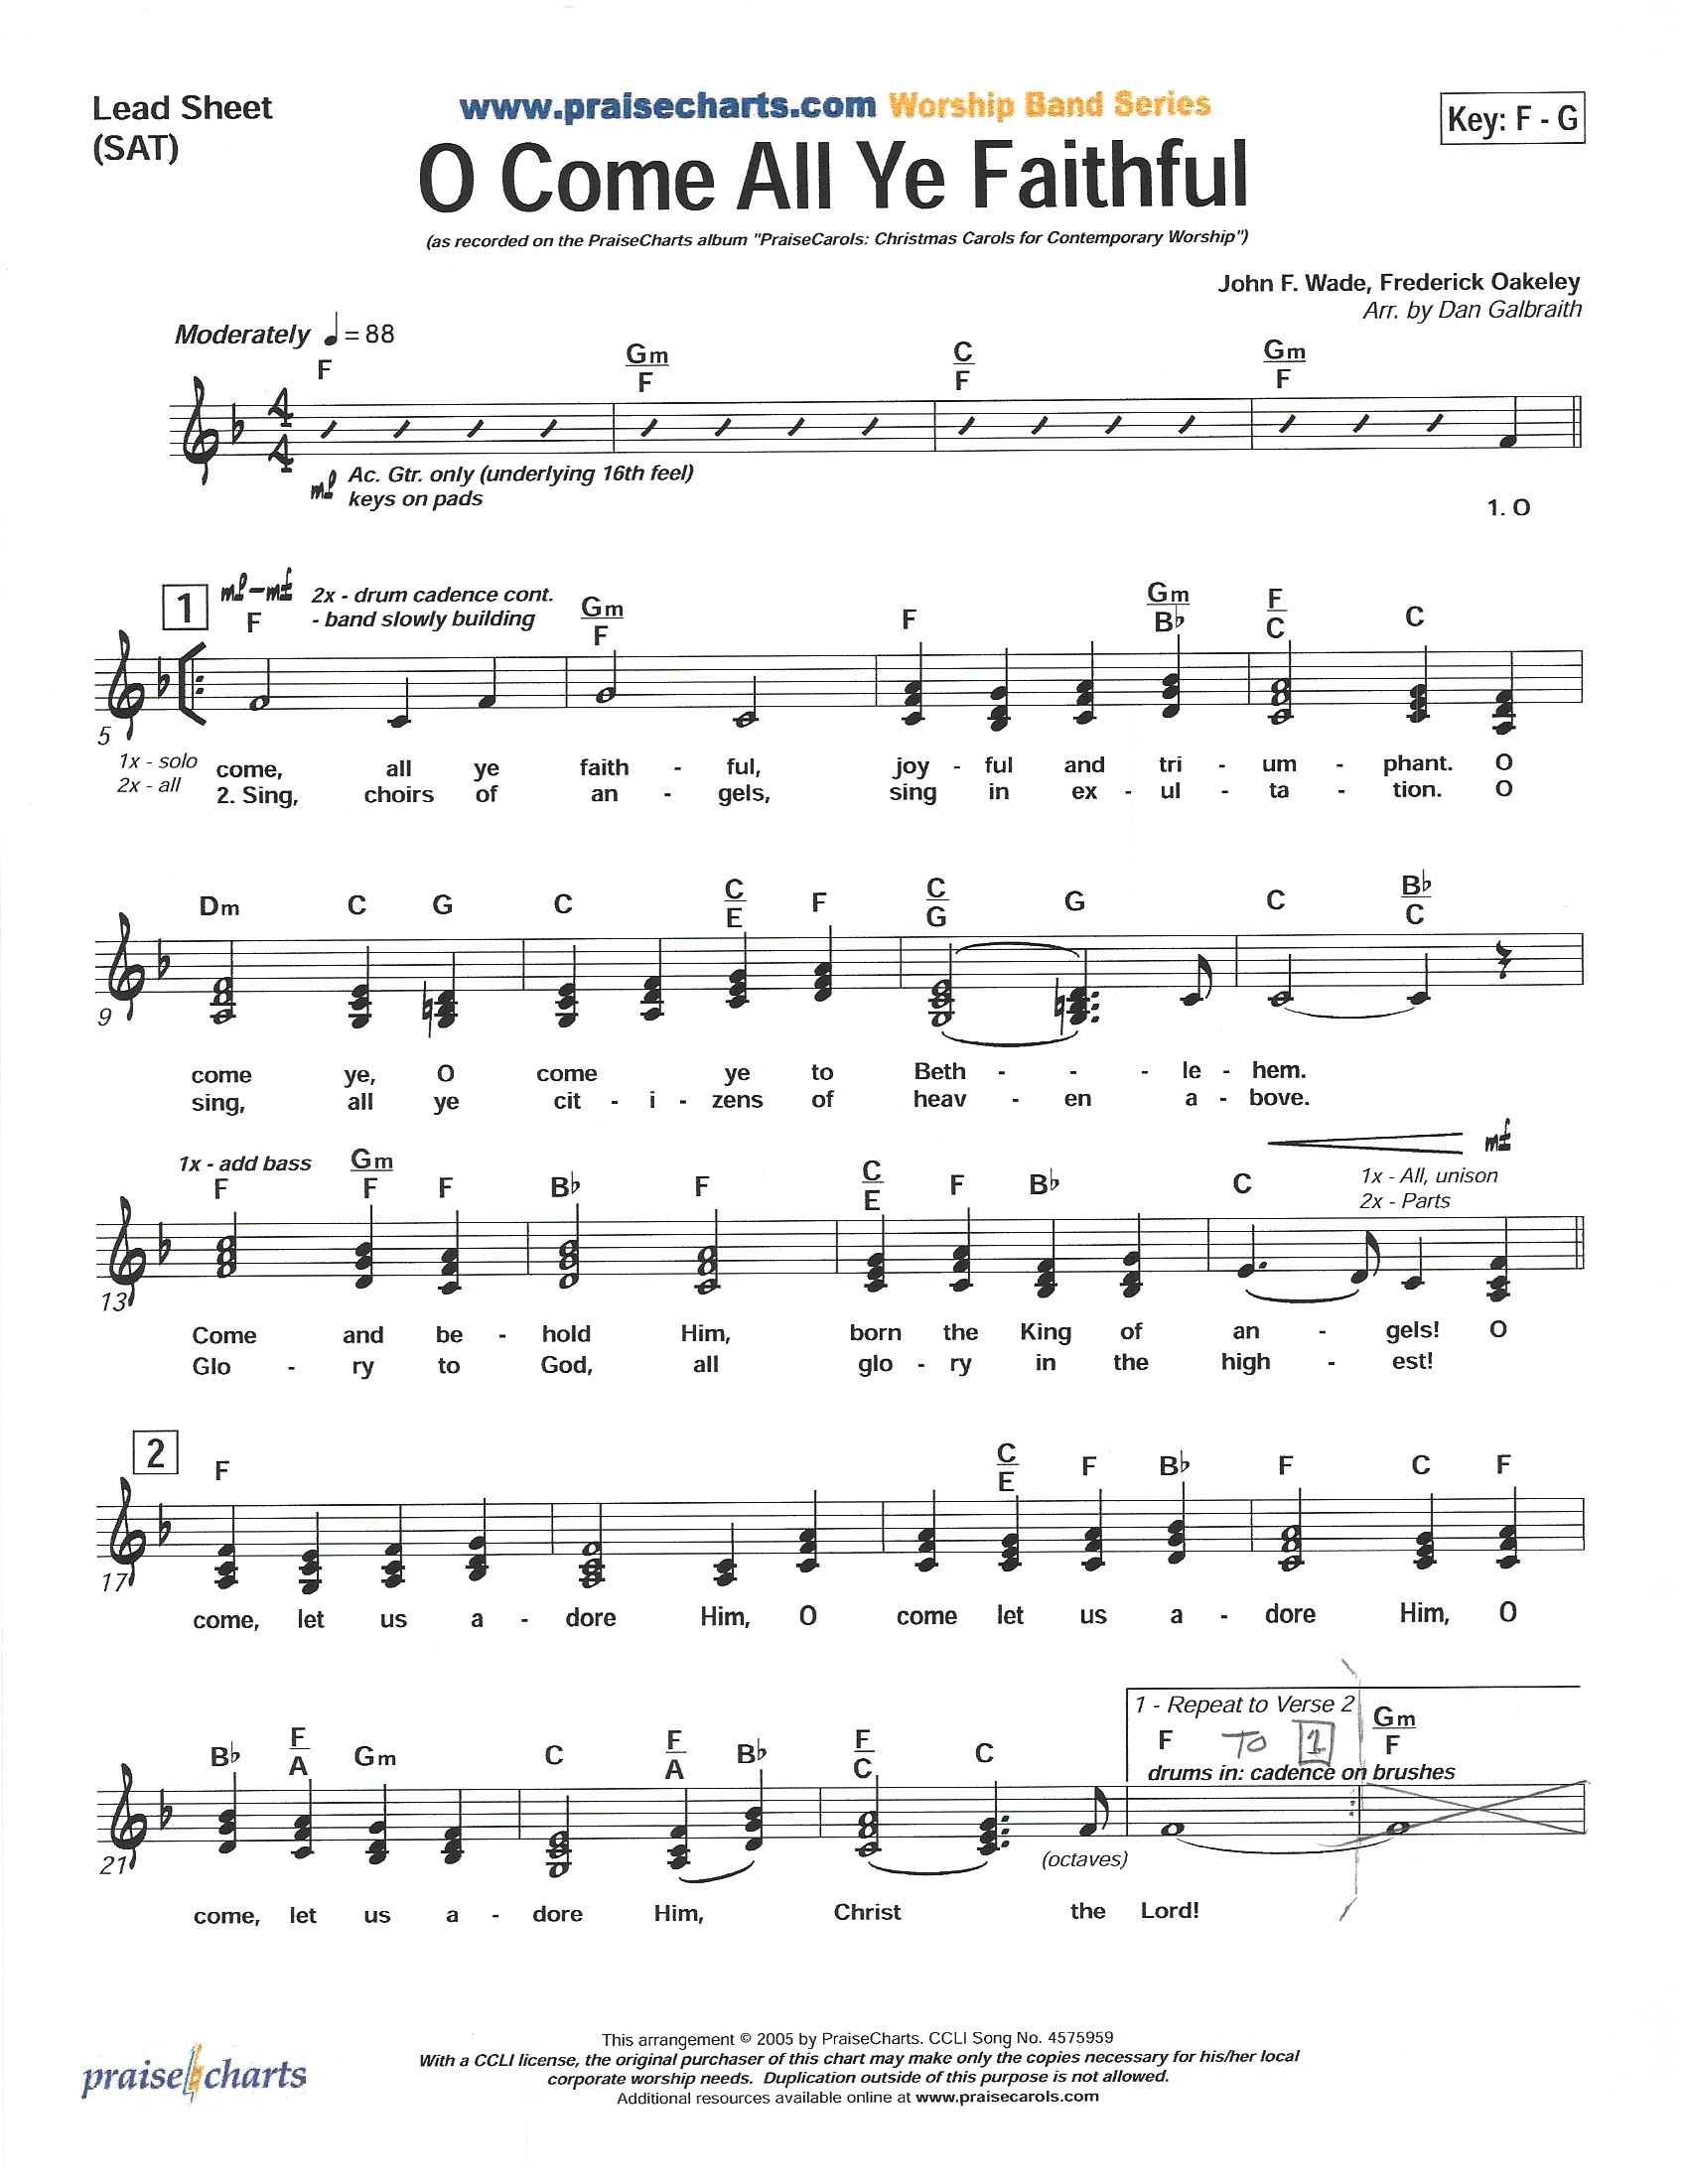 Lead Sheet
(SAT)
www.praisecharts.com Worship Band Series
Key: F - G
O Come All Ye Faithful
(as recorded on the PraiseCharts album "PraiseCarols: Christmas Carols for Contemporary Worship")
John F. Wade, Frederick Oakeley
Arr. by Dan Galbraith
Moderately ♩ = 88
F Gm/F C/F Gm/F
4/4
mp Ac. Gtr. only (underlying 16th feel)
keys on pads
1. O
1 mp-mf 2x - drum cadence cont.
- band slowly building
F Gm/F F Gm/B♭ F/C C
5
1x - solo
2x - all
come, all ye faith - ful, joy - ful and tri - um - phant. O
2. Sing, choirs of an - gels, sing in ex - ul - ta - tion. O
Dm C G C C/E F C/G G C B♭/C
9
come ye, O come ye to Beth - - - le - hem.
sing, all ye cit - i - zens of heav - en a - bove.
mf
1x - add bass
1x - All, unison
2x - Parts
F Gm/F F B♭ F C/E F B♭ C
13
Come and be - hold Him, born the King of an - gels! O
Glo - ry to God, all glo - ry in the high - est!
2
F C/E F B♭ F C F
17
come, let us a - dore Him, O come let us a - dore Him, O
1 - Repeat to Verse 2
B♭ F/A Gm C F/A B♭ F/C C F TO 1 Gm/F
drums in: cadence on brushes
21
(octaves)
come, let us a - dore Him, Christ the Lord!
praisecharts
This arrangement © 2005 by PraiseCharts. CCLI Song No. 4575959
With a CCLI license, the original purchaser of this chart may make only the copies necessary for his/her local
corporate worship needs. Duplication outside of this purpose is not allowed.
Additional resources available online at www.praisecarols.com